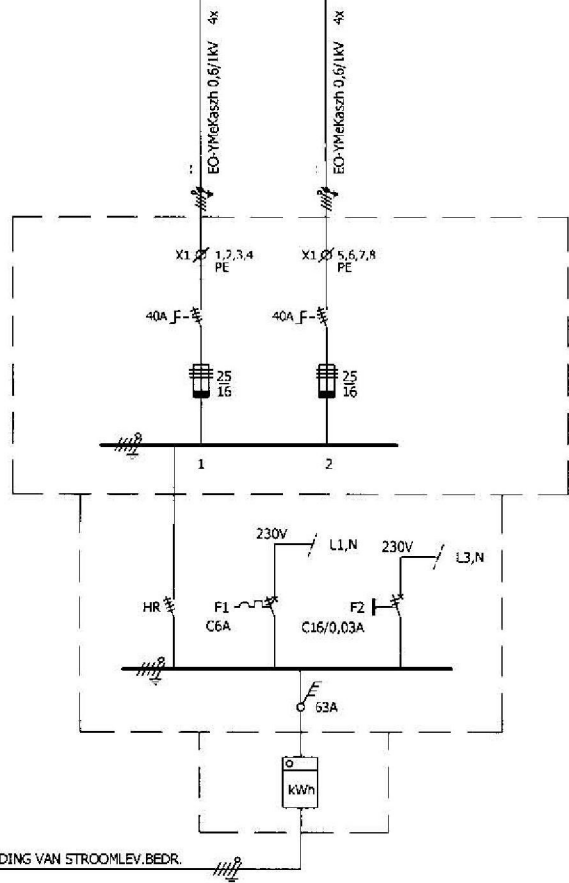 EO-YMeKaszh 0,6/1kV 4x
EO-YMeKaszh 0,6/1kV 4x
X1 1,2,3,4
PE
X1 5,6,7,8
PE
40A
40A
25
16
25
16
1
2
230V
L1,N
230V
L3,N
HR
F1
C6A
F2
C16/0,03A
63A
kWh
DING VAN STROOMLEV.BEDR.